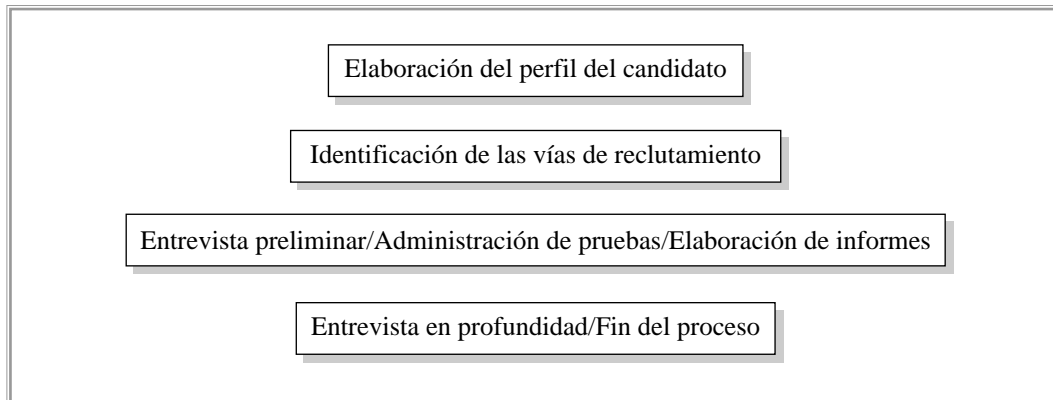 Elaboración del perfil del candidato
Identificación de las vías de reclutamiento
Entrevista preliminar/Administración de pruebas/Elaboración de informes
Entrevista en profundidad/Fin del proceso